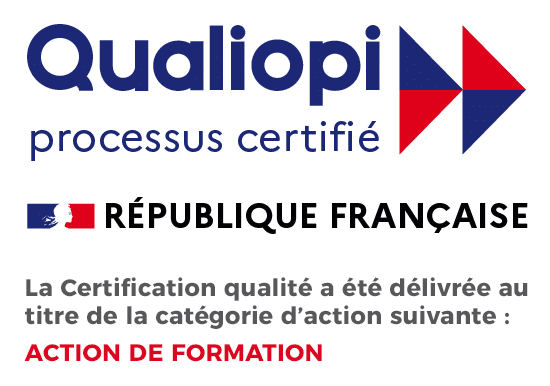 Qualiopi
processus certifié
RÉPUBLIQUE FRANÇAISE
La Certification qualité a été délivrée au
titre de la catégorie d’action suivante :
ACTION DE FORMATION